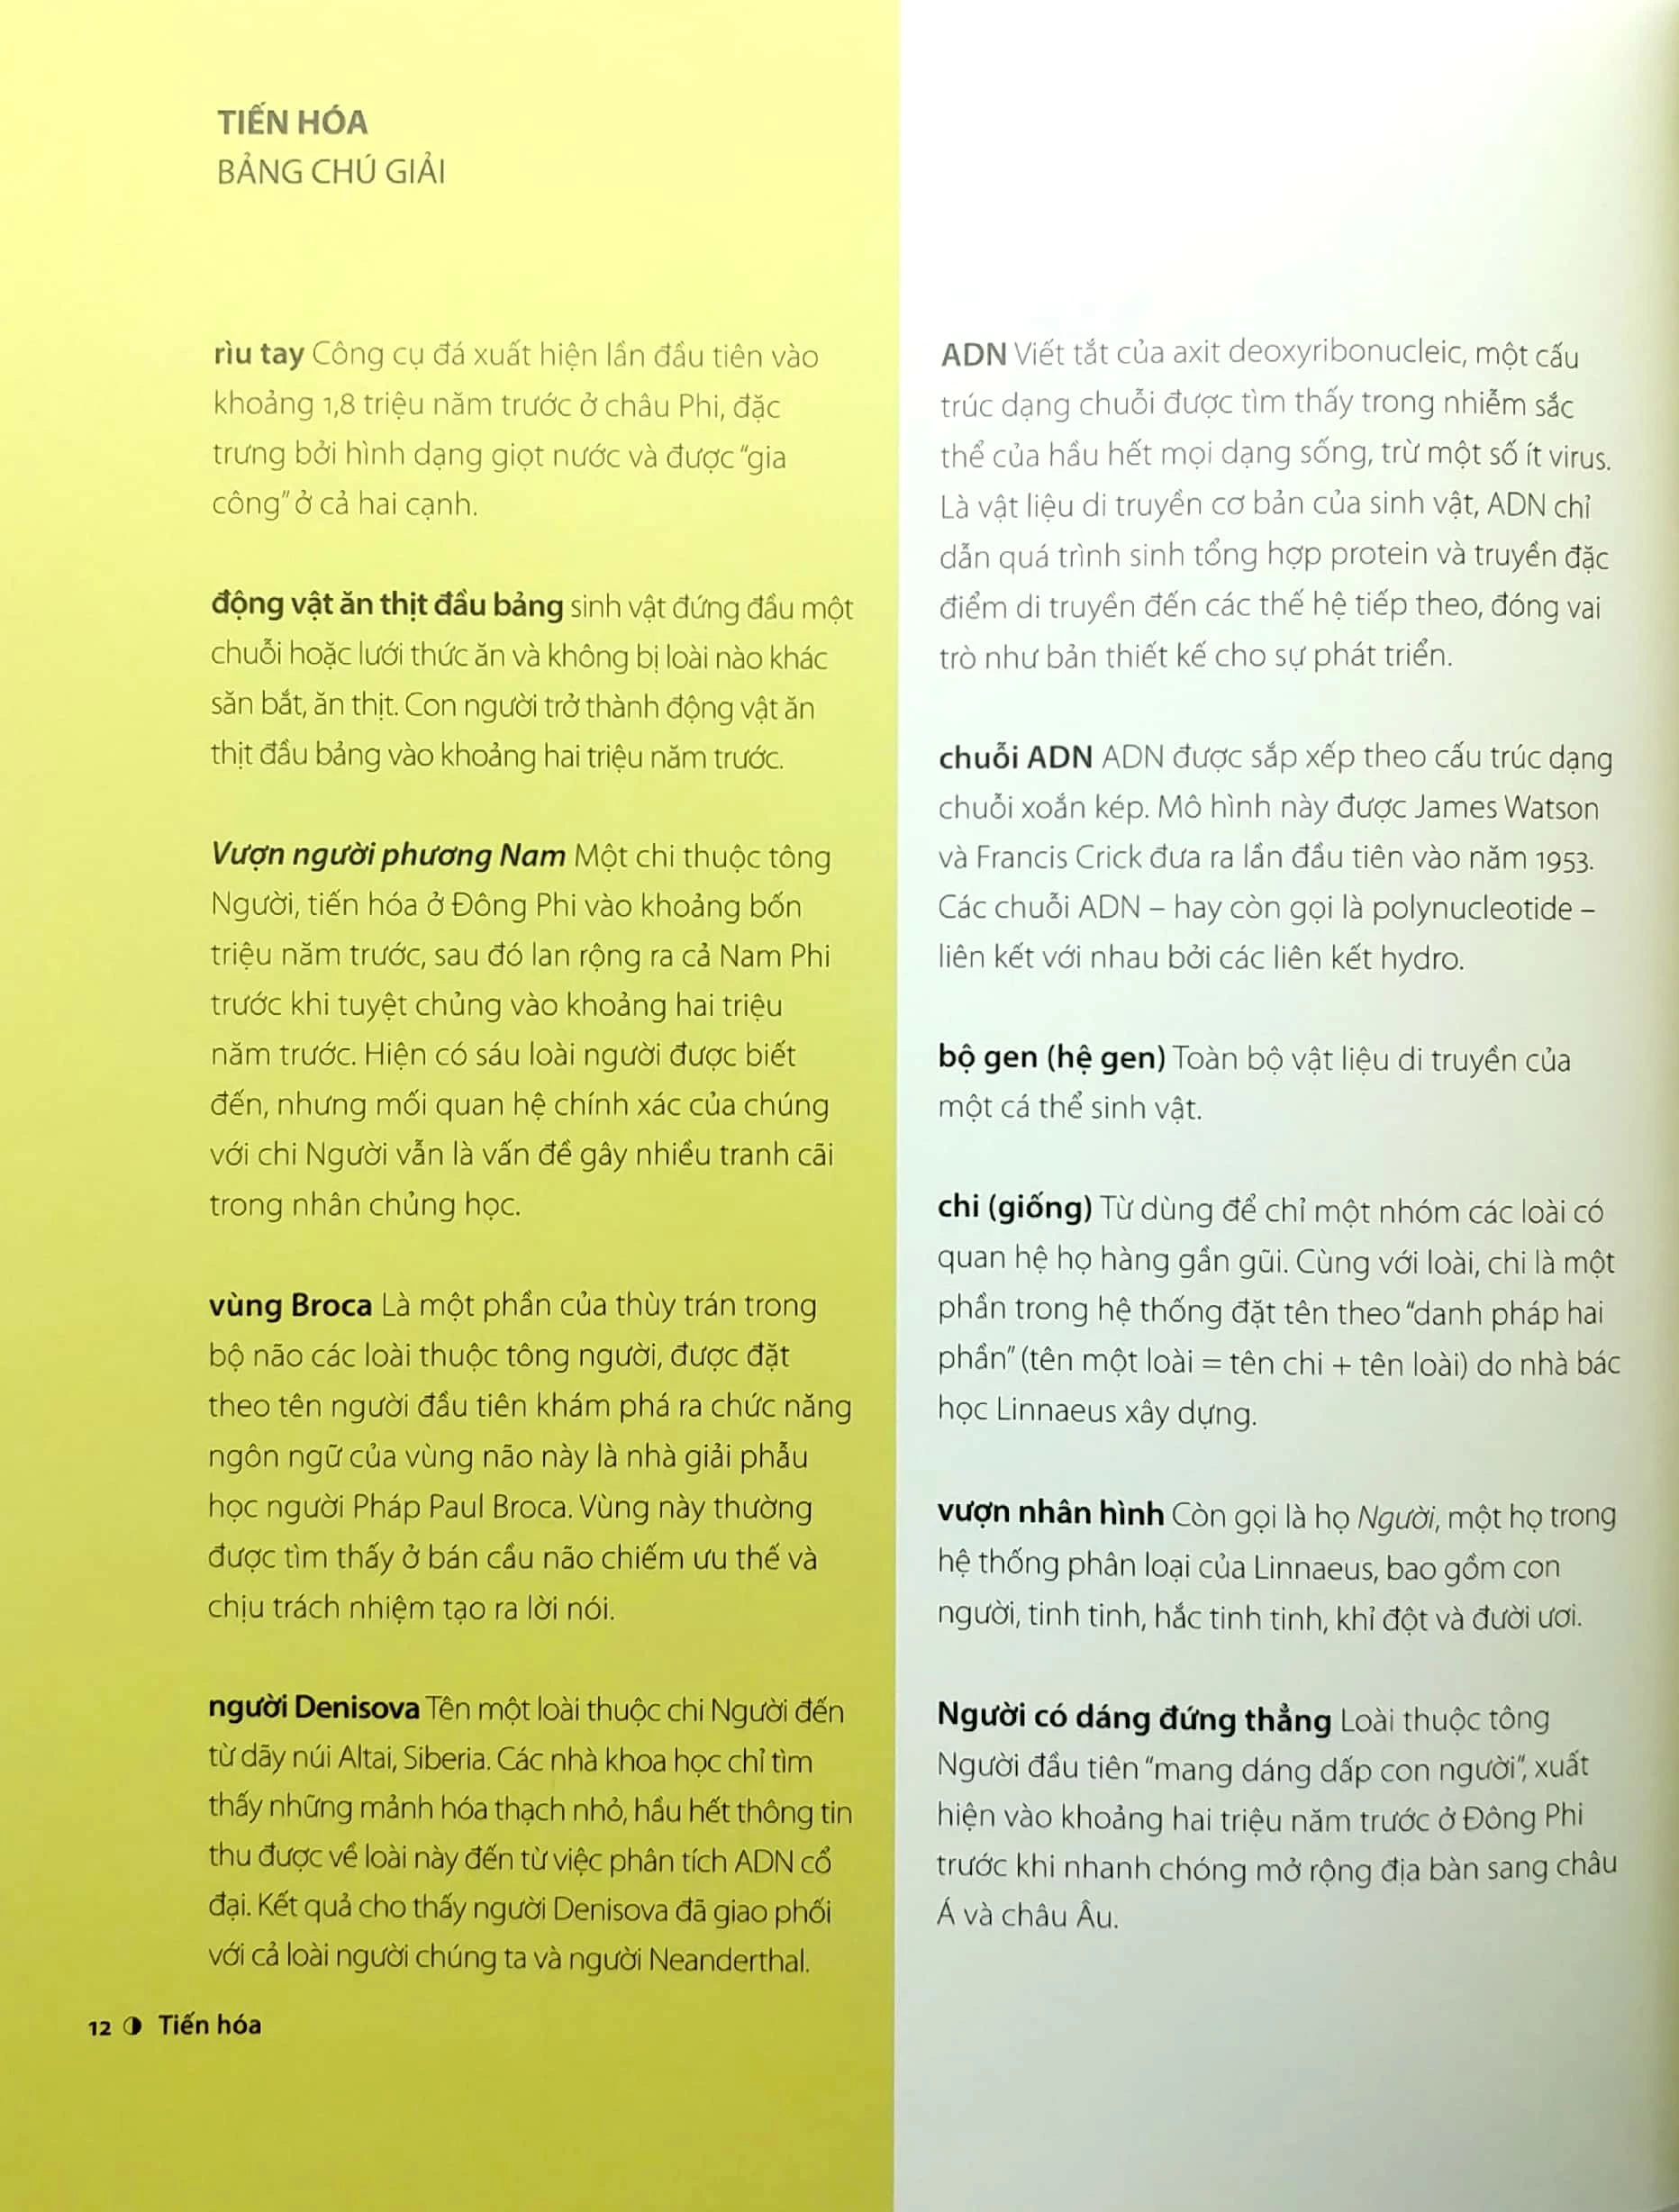 TIẾN HÓA
BẢNG CHÚ GIẢI
rìu tay Công cụ đá xuất hiện lần đầu tiên vào
khoảng 1,8 triệu năm trước ở châu Phi, đặc
trưng bởi hình dạng giọt nước và được “gia
công” ở cả hai cạnh.
động vật ăn thịt đầu bảng sinh vật đứng đầu một
chuỗi hoặc lưới thức ăn và không bị loài nào khác
săn bắt, ăn thịt. Con người trở thành động vật ăn
thịt đầu bảng vào khoảng hai triệu năm trước.
Vượn người phương Nam Một chi thuộc tông
Người, tiến hóa ở Đông Phi vào khoảng bốn
triệu năm trước, sau đó lan rộng ra cả Nam Phi
trước khi tuyệt chủng vào khoảng hai triệu
năm trước. Hiện có sáu loài người được biết
đến, nhưng mối quan hệ chính xác của chúng
với chi Người vẫn là vấn đề gây nhiều tranh cãi
trong nhân chủng học.
vùng Broca Là một phần của thùy trán trong
bộ não các loài thuộc tông người, được đặt
theo tên người đầu tiên khám phá ra chức năng
ngôn ngữ của vùng não này là nhà giải phẫu
học người Pháp Paul Broca. Vùng này thường
được tìm thấy ở bán cầu não chiếm ưu thế và
chịu trách nhiệm tạo ra lời nói.
người Denisova Tên một loài thuộc chi Người đến
từ dãy núi Altai, Siberia. Các nhà khoa học chỉ tìm
thấy những mảnh hóa thạch nhỏ, hầu hết thông tin
thu được về loài này đến từ việc phân tích ADN cổ
đại. Kết quả cho thấy người Denisova đã giao phối
với cả loài người chúng ta và người Neanderthal.
ADN Viết tắt của axit deoxyribonucleic, một cấu
trúc dạng chuỗi được tìm thấy trong nhiễm sắc
thể của hầu hết mọi dạng sống, trừ một số ít virus.
Là vật liệu di truyền cơ bản của sinh vật, ADN chỉ
dẫn quá trình sinh tổng hợp protein và truyền đặc
điểm di truyền đến các thế hệ tiếp theo, đóng vai
trò như bản thiết kế cho sự phát triển.
chuỗi ADN ADN được sắp xếp theo cấu trúc dạng
chuỗi xoắn kép. Mô hình này được James Watson
và Francis Crick đưa ra lần đầu tiên vào năm 1953.
Các chuỗi ADN – hay còn gọi là polynucleotide –
liên kết với nhau bởi các liên kết hydro.
bộ gen (hệ gen) Toàn bộ vật liệu di truyền của
một cá thể sinh vật.
chi (giống) Từ dùng để chỉ một nhóm các loài có
quan hệ họ hàng gần gũi. Cùng với loài, chi là một
phần trong hệ thống đặt tên theo “danh pháp hai
phần” (tên một loài = tên chi + tên loài) do nhà bác
học Linnaeus xây dựng.
vượn nhân hình Còn gọi là họ Người, một họ trong
hệ thống phân loại của Linnaeus, bao gồm con
người, tinh tinh, hắc tinh tinh, khỉ đột và đười ươi.
Người có dáng đứng thẳng Loài thuộc tông
Người đầu tiên “mang dáng dấp con người”, xuất
hiện vào khoảng hai triệu năm trước ở Đông Phi
trước khi nhanh chóng mở rộng địa bàn sang châu
Á và châu Âu.
12 Tiến hóa